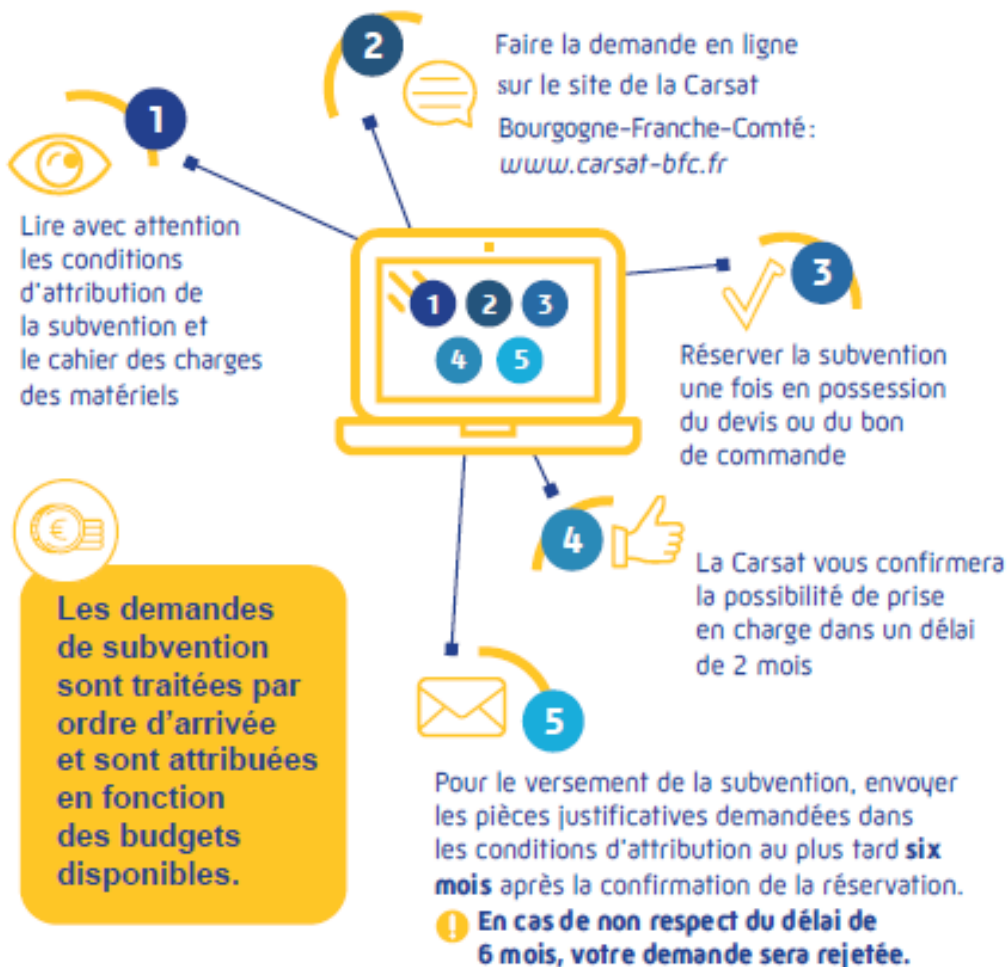 1
Lire avec attention
les conditions
d'attribution de
la subvention et
le cahier des charges
des matériels
2
Faire la demande en ligne
sur le site de la Carsat
Bourgogne-Franche-Comté :
www.carsat-bfc.fr
1 2 3
4 5
3
Réserver la subvention
une fois en possession
du devis ou du bon
de commande
4
La Carsat vous confirmera
la possibilité de prise
en charge dans un délai
de 2 mois
€
Les demandes
de subvention
sont traitées par
ordre d'arrivée
et sont attribuées
en fonction
des budgets
disponibles.
5
Pour le versement de la subvention, envoyer
les pièces justificatives demandées dans
les conditions d'attribution au plus tard six
mois après la confirmation de la réservation.
! En cas de non respect du délai de
6 mois, votre demande sera rejetée.